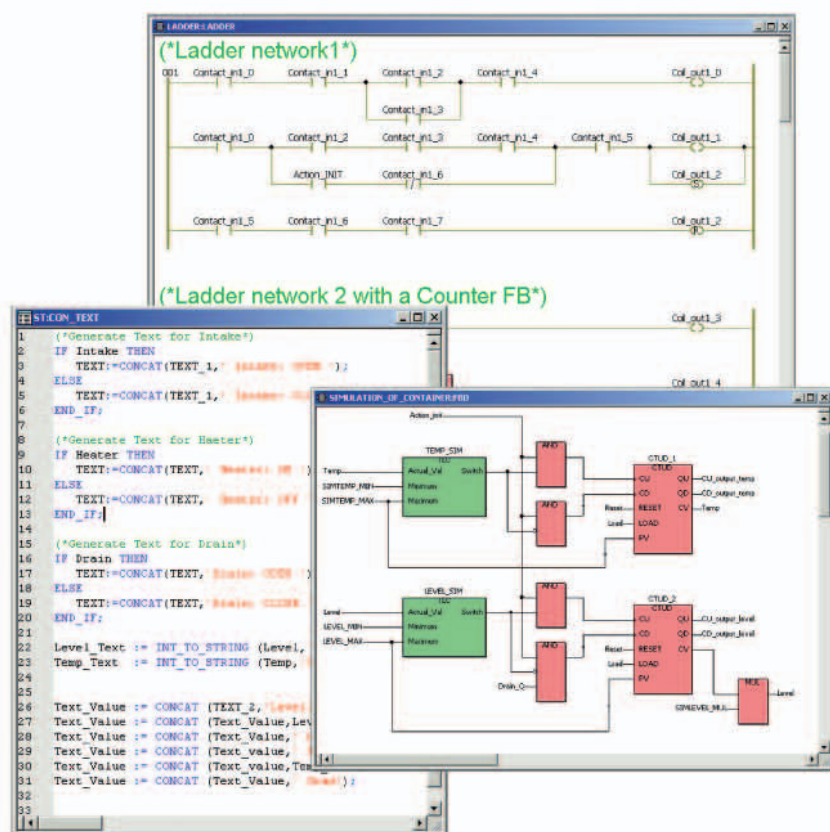 LADDER:LADDER
(*Ladder network1*)
001 Contact_in1_0 Contact_in1_1 Contact_in1_2 Contact_in1_4 Coil_out1_0
Contact_in1_3
Contact_in1_0 Contact_in1_2 Contact_in1_3 Contact_in1_4 Contact_in1_5 Coil_out1_1
Action_INIT Contact_in1_6 Coil_out1_2
S
Contact_in1_5 Contact_in1_6 Contact_in1_7 Coil_out1_2
R
(*Ladder network 2 with a Counter FB*)
Coil_out1_3
Coil_out1_4
ST:CON_TEXT
1 (*Generate Text for Intake*)
2 IF Intake THEN
3 TEXT:=CONCAT(TEXT_1,' );
4 ELSE
5 TEXT:=CONCAT(TEXT_1,'
6 END_IF;
7
8 (*Generate Text for Haeter*)
9 IF Heater THEN
10 TEXT:=CONCAT(TEXT, )
11 ELSE
12 TEXT:=CONCAT(TEXT,
13 END_IF;
14
15 (*Generate Text for Drain*)
16 IF Drain THEN
17 TEXT:=CONCAT(TEXT, )
18 ELSE
19 TEXT:=CONCAT(TEXT,
20 END_IF;
21
22 Level_Text := INT_TO_STRING (Level,
23 Temp_Text := INT_TO_STRING (Temp,
24
25
26 Text_Value := CONCAT (TEXT_2,
27 Text_Value := CONCAT (Text_Value,Lev
28 Text_Value := CONCAT (Text_Value,
29 Text_Value := CONCAT (Text_Value,
30 Text_Value := CONCAT (Text_value,Temp_
31 Text_Value := CONCAT (Text_Value, );
32
33
SIMULATION_OF_CONTAINER:FBD
Action_init
TEMP_SIM
Temp Actual_Val Switch
SIMTEMP_MIN Minimum
SIMTEMP_MAX Maximum
AND
AND
CTUD_1
CTUD
CU QU CU_output_temp
CD QD CD_output_temp
Reset RESET CV Temp
Load LOAD
PV
LEVEL_SIM
Level Actual_Val Switch
LEVEL_MIN Minimum
LEVEL_MAX Maximum
AND
AND
Drain_Q
CTUD_2
CTUD
CU QU CU_output_level
CD QD CD_output_level
Reset RESET CV
Load LOAD
PV
MUL
Level
SIMLEVEL_MUL